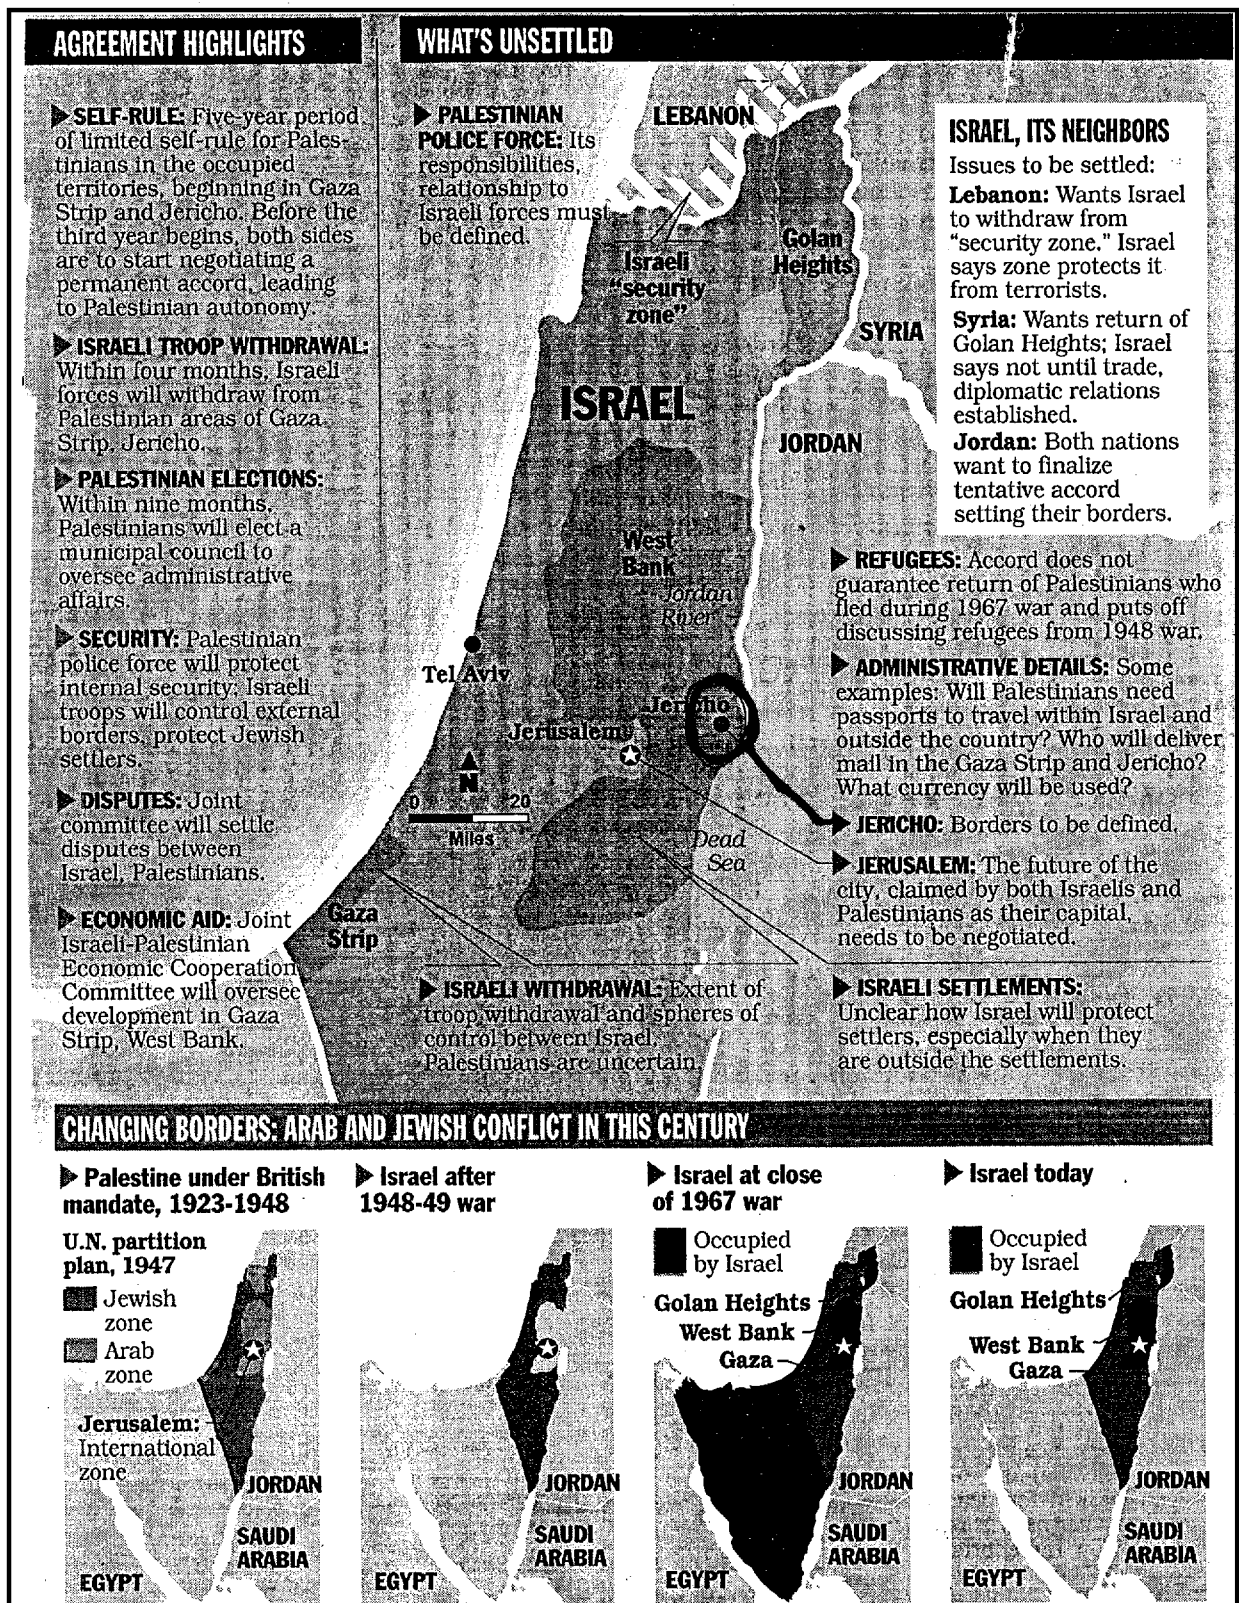 AGREEMENT HIGHLIGHTS
▶ SELF-RULE: Five-year period
of limited self-rule for Pales-
tinians in the occupied
territories, beginning in Gaza
Strip and Jericho. Before the
third year begins, both sides
are to start negotiating a
permanent accord, leading
to Palestinian autonomy.
▶ ISRAELI TROOP WITHDRAWAL:
Within four months, Israeli
forces will withdraw from
Palestinian areas of Gaza
Strip, Jericho.
▶ PALESTINIAN ELECTIONS:
Within nine months,
Palestinians will elect a
municipal council to
oversee administrative
affairs.
▶ SECURITY: Palestinian
police force will protect
internal security; Israeli
troops will control external
borders, protect Jewish
settlers.
▶ DISPUTES: Joint
committee will settle
disputes between
Israel, Palestinians.
▶ ECONOMIC AID: Joint
Israeli-Palestinian
Economic Cooperation
Committee will oversee
development in Gaza
Strip, West Bank.
WHAT'S UNSETTLED
▶ PALESTINIAN
POLICE FORCE: Its
responsibilities,
relationship to
Israeli forces must
be defined.
LEBANON
Israeli
"security
zone"
Golan
Heights
SYRIA
ISRAEL
JORDAN
West
Bank
Jordan
River
Tel Aviv
Jericho
Jerusalem
N
0 20
Miles
Dead
Sea
Gaza
Strip
▶ ISRAELI WITHDRAWAL: Extent of
troop withdrawal and spheres of
control between Israel,
Palestinians are uncertain.
ISRAEL, ITS NEIGHBORS
Issues to be settled:
Lebanon: Wants Israel
to withdraw from
"security zone." Israel
says zone protects it
from terrorists.
Syria: Wants return of
Golan Heights; Israel
says not until trade,
diplomatic relations
established.
Jordan: Both nations
want to finalize
tentative accord
setting their borders.
▶ REFUGEES: Accord does not
guarantee return of Palestinians who
fled during 1967 war and puts off
discussing refugees from 1948 war.
▶ ADMINISTRATIVE DETAILS: Some
examples: Will Palestinians need
passports to travel within Israel and
outside the country? Who will deliver
mail in the Gaza Strip and Jericho?
What currency will be used?
▶ JERICHO: Borders to be defined.
▶ JERUSALEM: The future of the
city, claimed by both Israelis and
Palestinians as their capital,
needs to be negotiated.
▶ ISRAELI SETTLEMENTS:
Unclear how Israel will protect
settlers, especially when they
are outside the settlements.
CHANGING BORDERS: ARAB AND JEWISH CONFLICT IN THIS CENTURY
▶ Palestine under British
mandate, 1923-1948
U.N. partition
plan, 1947
Jewish
zone
Arab
zone
Jerusalem:
International
zone
JORDAN
SAUDI
ARABIA
EGYPT
▶ Israel after
1948-49 war
JORDAN
SAUDI
ARABIA
EGYPT
▶ Israel at close
of 1967 war
Occupied
by Israel
Golan Heights
West Bank
Gaza
JORDAN
SAUDI
ARABIA
EGYPT
▶ Israel today
Occupied
by Israel
Golan Heights
West Bank
Gaza
JORDAN
SAUDI
ARABIA
EGYPT